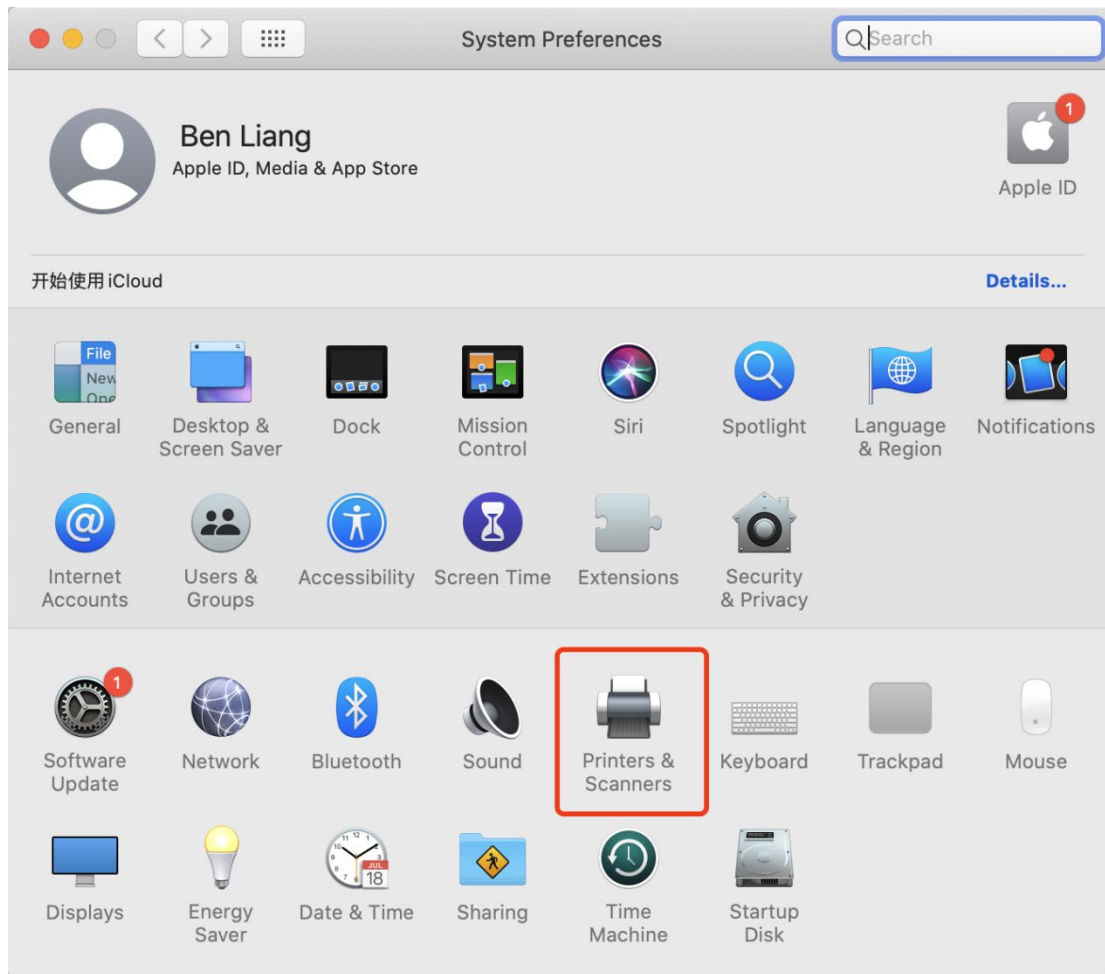 System Preferences
Search
Ben Liang
Apple ID, Media & App Store
1
Apple ID
开始使用 iCloud
Details...
File
New
Ope
General
Desktop &
Screen Saver
Dock
Mission
Control
Siri
Spotlight
Language
& Region
Notifications
@
Internet
Accounts
Users &
Groups
Accessibility
Screen Time
Extensions
Security
& Privacy
1
Software
Update
Network
Bluetooth
Sound
Printers &
Scanners
Keyboard
Trackpad
Mouse
Displays
Energy
Saver
JUL
18
Date & Time
Sharing
Time
Machine
Startup
Disk